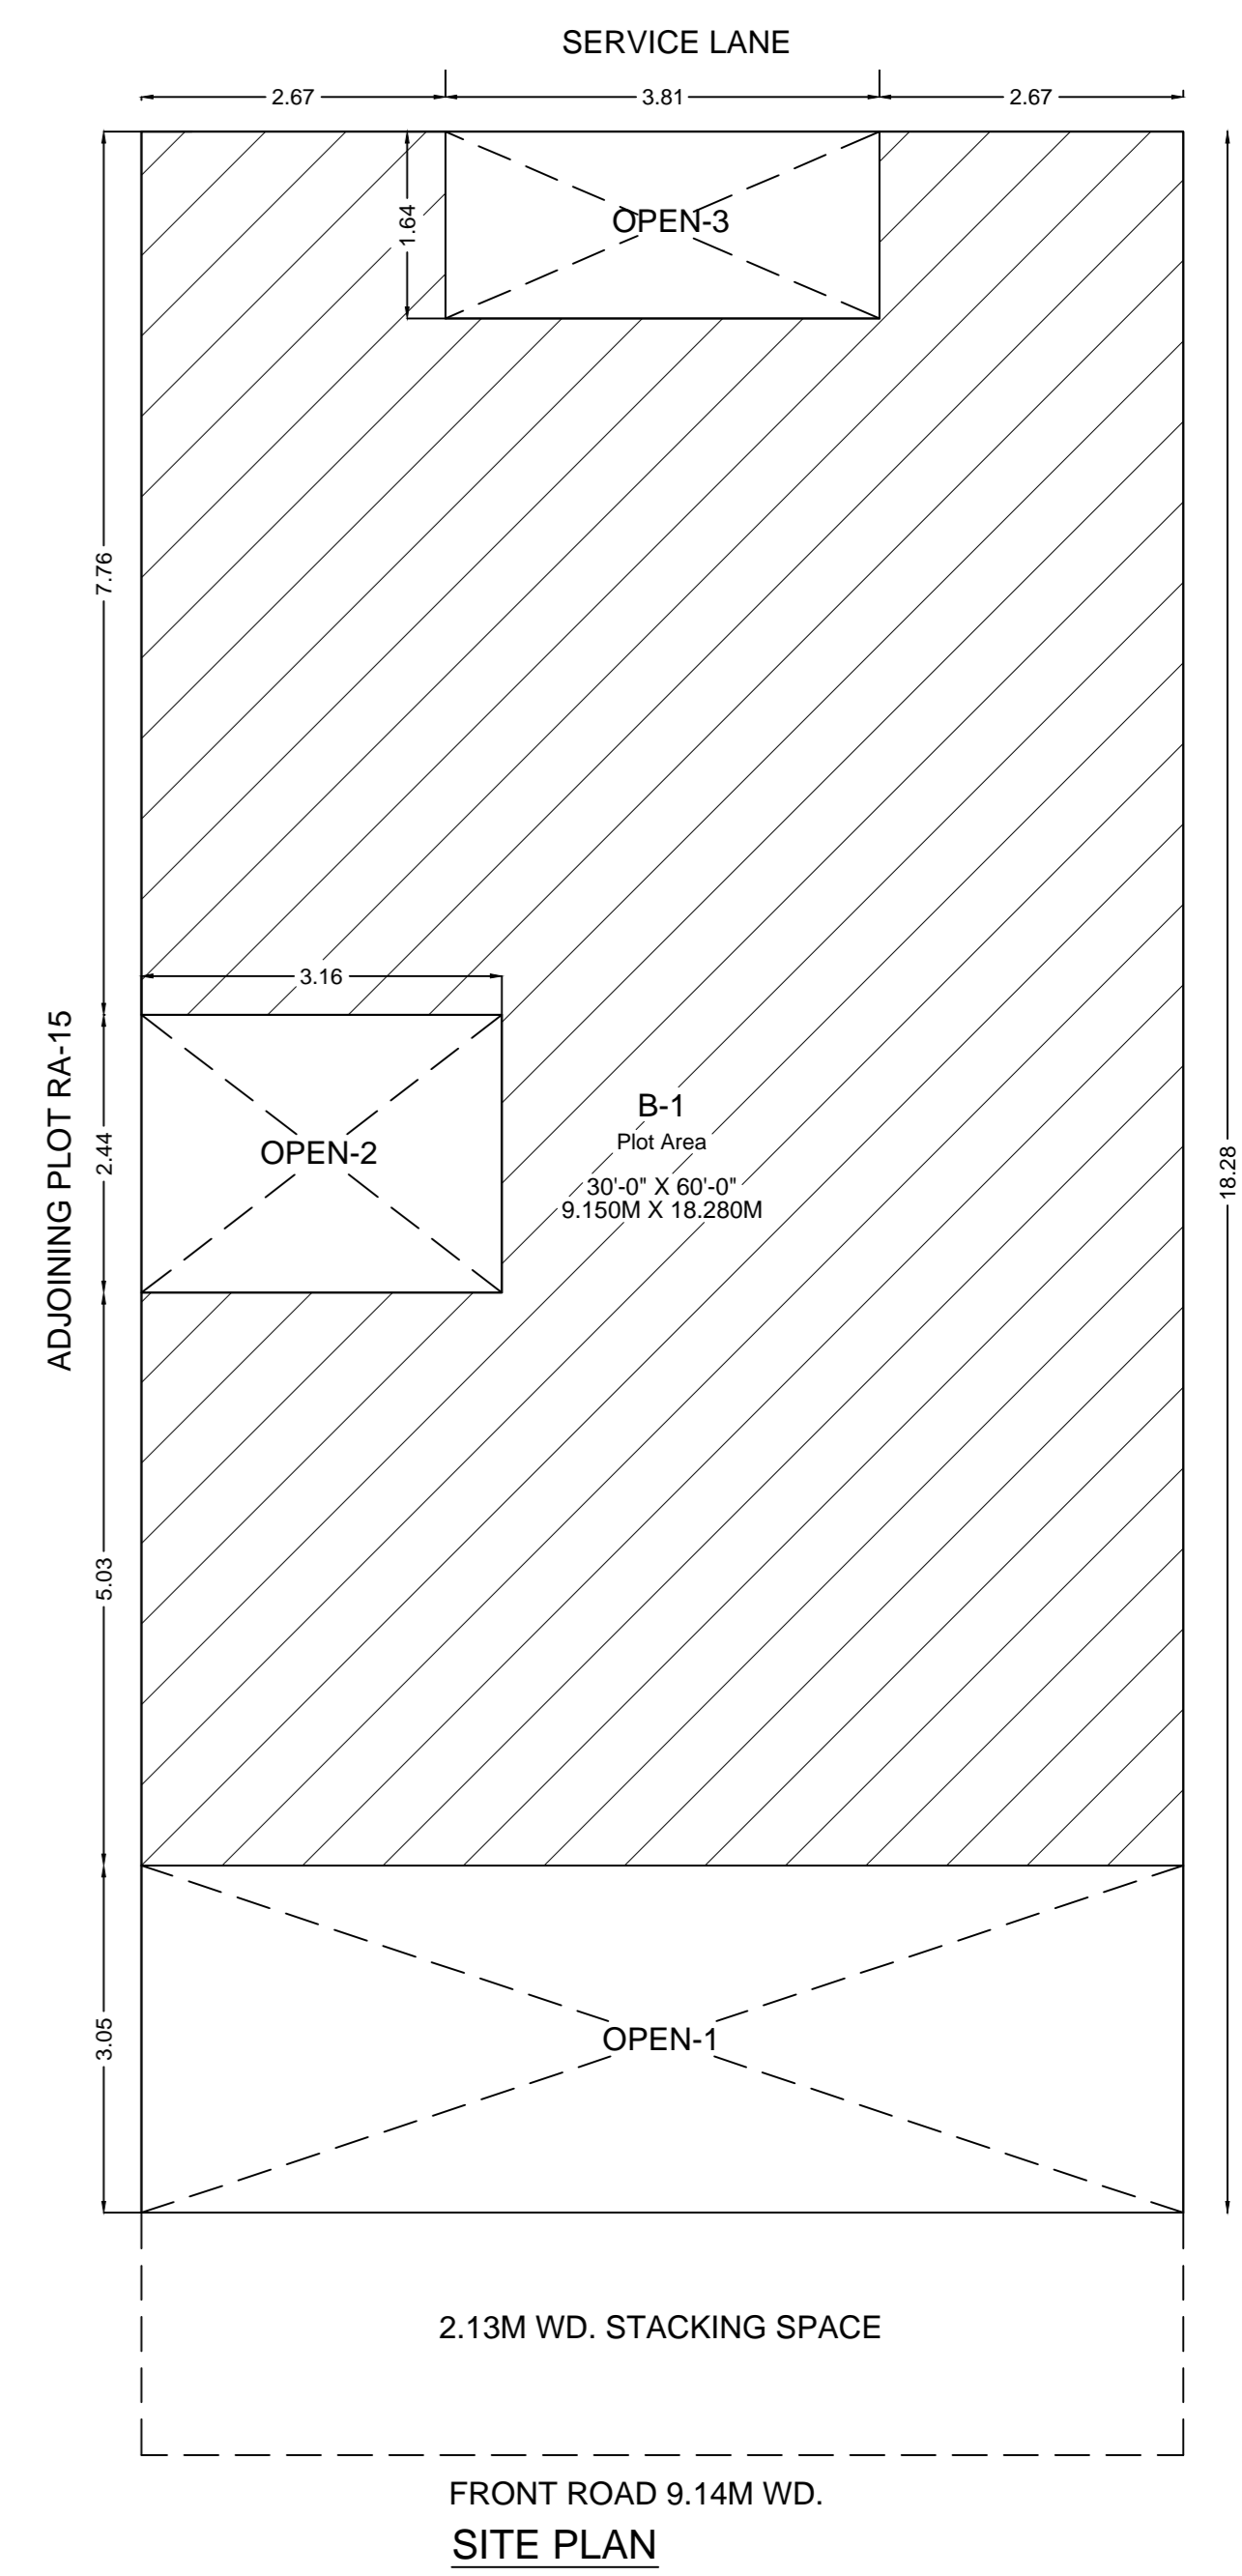 SERVICE LANE
2.67
3.81
2.67
1.64
OPEN-3
7.76
3.16
ADJOINING PLOT RA-15
2.44
OPEN-2
B-1
Plot Area
30'-0" X 60'-0"
9.150M X 18.280M
18.28
5.03
3.05
OPEN-1
2.13M WD. STACKING SPACE
FRONT ROAD 9.14M WD.
SITE PLAN